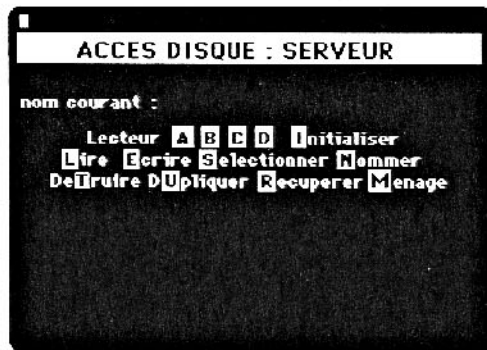 ACCES DISQUE : SERVEUR
nom courant :
Lecteur A B C D Initialiser
Lire Ecrire Selectionner Nommer
DeTruire DUpliquer Recuperer Menage